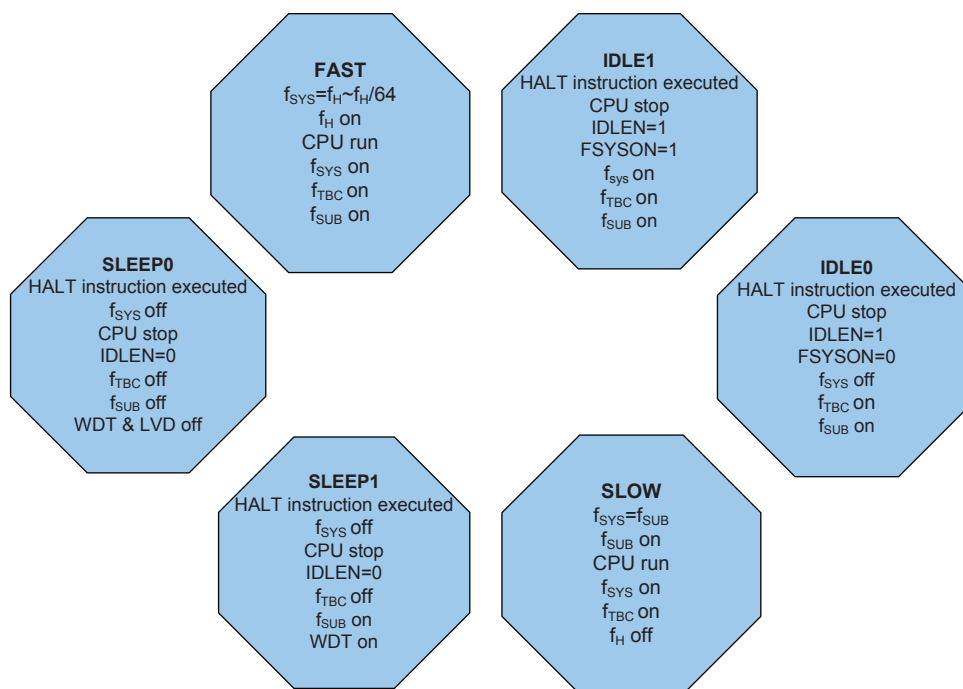 FAST
fSYS=fH~fH/64
fH on
CPU run
fSYS on
fTBC on
fSUB on
IDLE1
HALT instruction executed
CPU stop
IDLEN=1
FSYSON=1
fsys on
fTBC on
fSUB on
SLEEP0
HALT instruction executed
fSYS off
CPU stop
IDLEN=0
fTBC off
fSUB off
WDT & LVD off
IDLE0
HALT instruction executed
CPU stop
IDLEN=1
FSYSON=0
fSYS off
fTBC on
fSUB on
SLEEP1
HALT instruction executed
fSYS off
CPU stop
IDLEN=0
fTBC off
fSUB on
WDT on
SLOW
fSYS=fSUB
fSUB on
CPU run
fSYS on
fTBC on
fH off